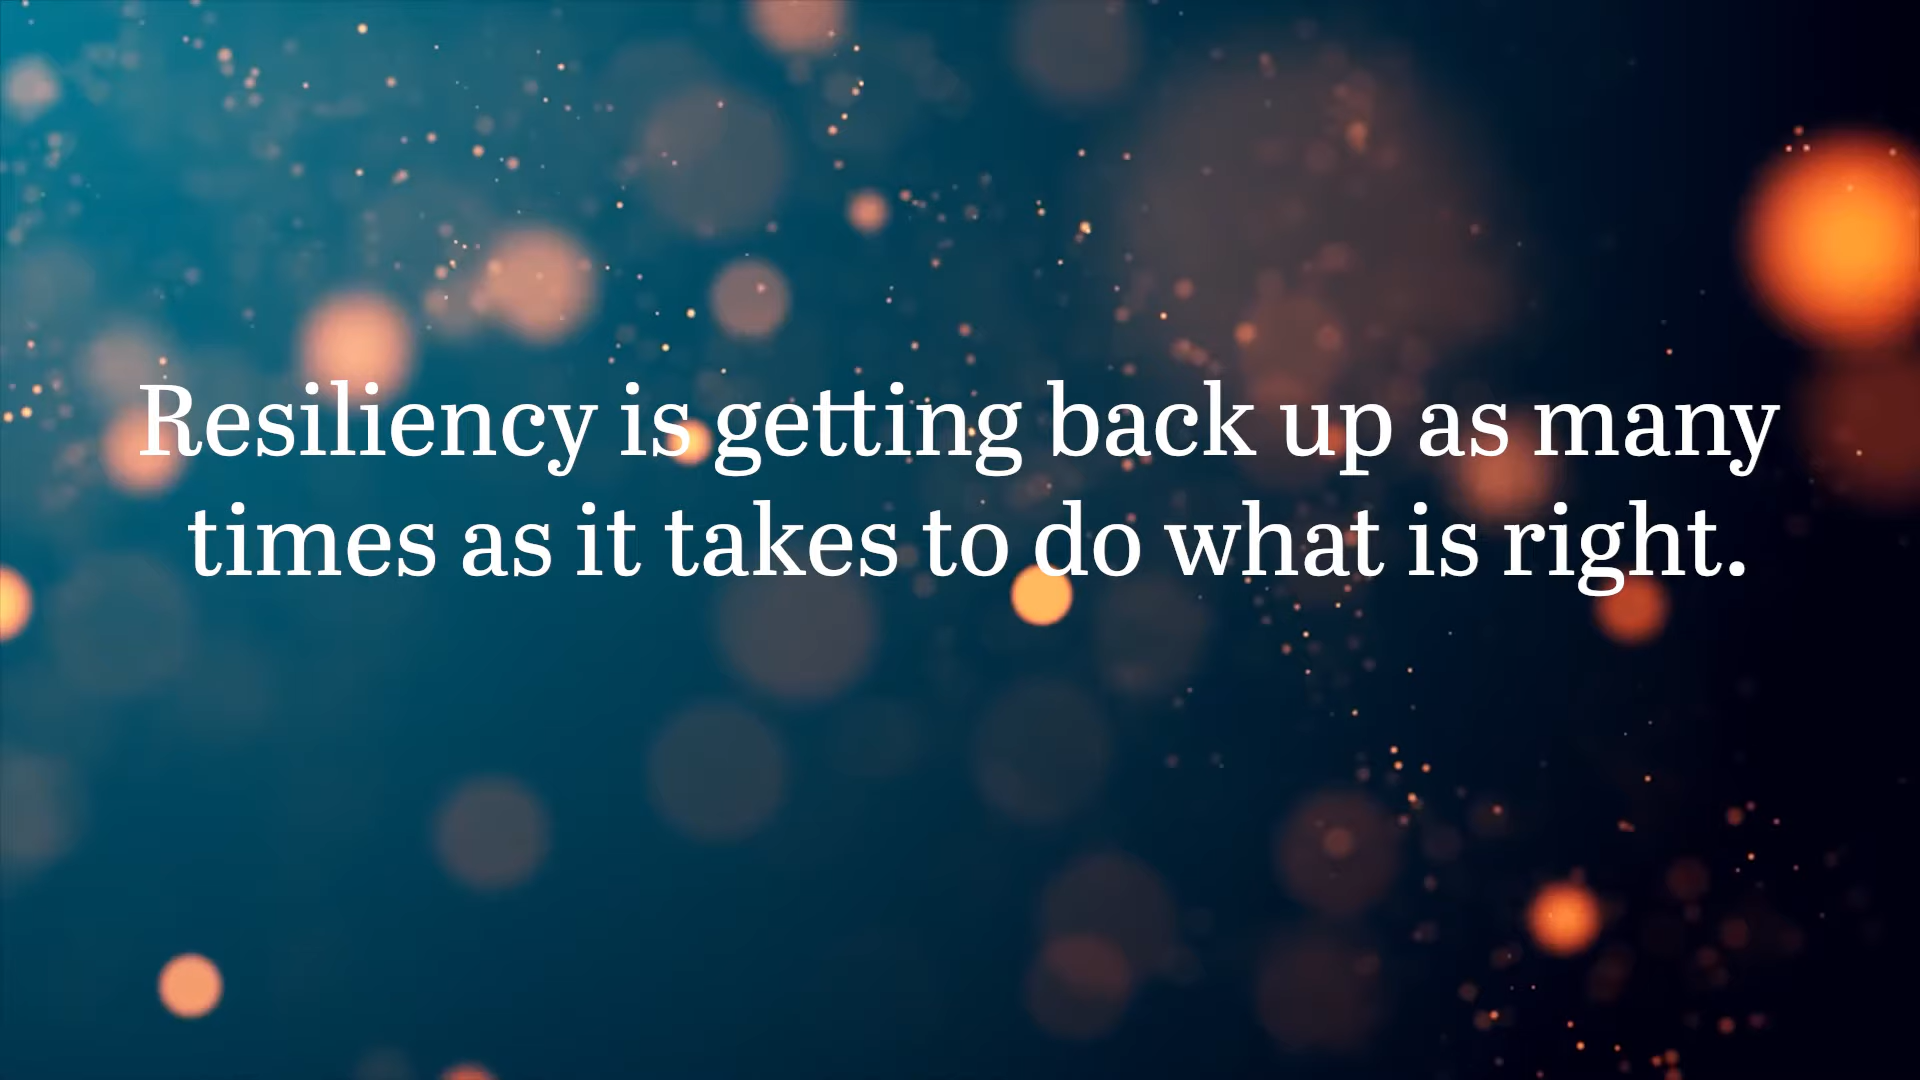 Resiliency is getting back up as many
times as it takes to do what is right.